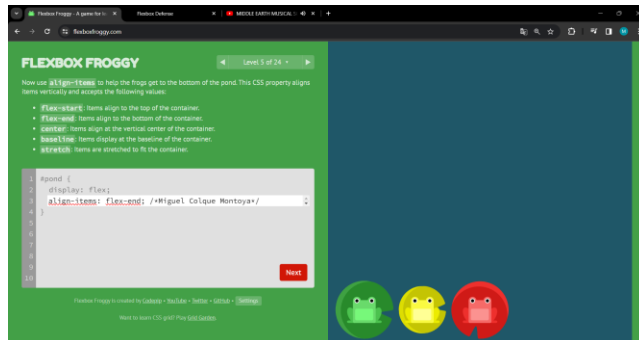 Flexbox Froggy - A game for le
Flexbox Defense
MIDDLE EARTH MUSICAL
flexboxfroggy.com
FLEXBOX FROGGY
Level 5 of 24
Now use align-items to help the frogs get to the bottom of the pond. This CSS property aligns
items vertically and accepts the following values:
flex-start: Items align to the top of the container.
flex-end: Items align to the bottom of the container.
center: Items align at the vertical center of the container.
baseline: Items display at the baseline of the container.
stretch: Items are stretched to fit the container.
1 #pond {
2 display: flex;
3 align-items: flex-end; /*Miguel Colque Montoya*/
4 }
5
6
7
8
9
10
Next
Flexbox Froggy is created by Codepip • YouTube • Twitter • GitHub • Settings
Want to learn CSS grid? Play Grid Garden.